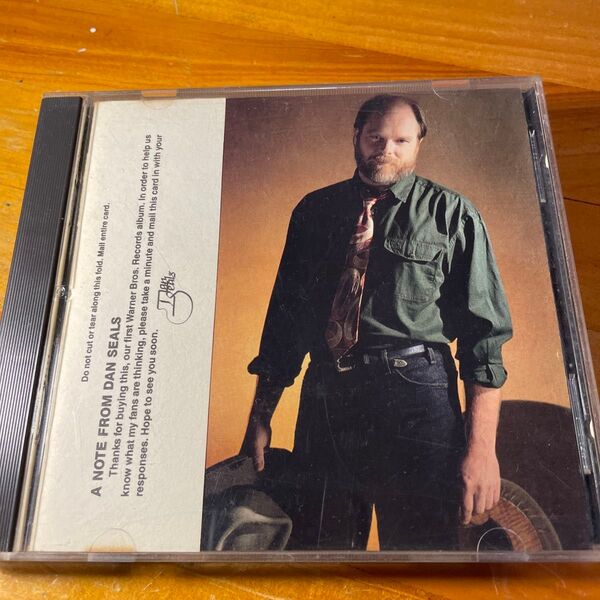 Do not cut or tear along this fold. Mail entire card.
A NOTE FROM DAN SEALS
Thanks for buying this, our first Warner Bros. Records album. In order to help us
know what my fans are thinking, please take a minute and mail this card in with your
responses. Hope to see you soon.
Dan
Seals